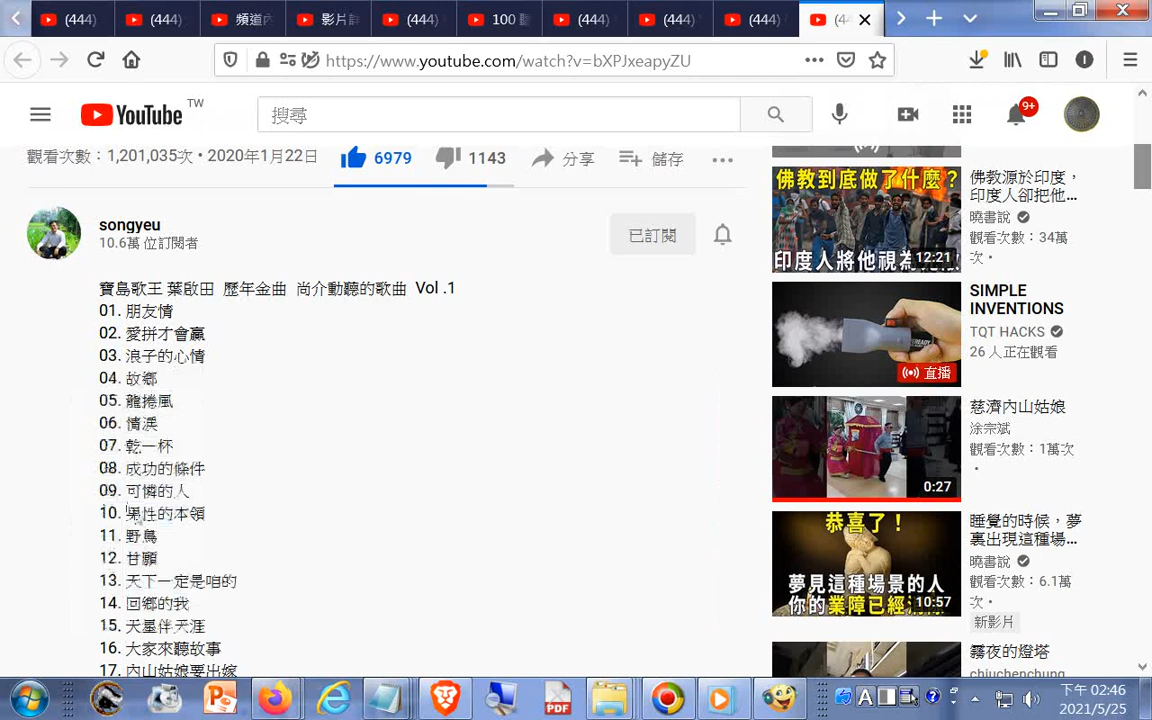 (444)
(444)
頻道內
影片詳
(444)
100 聽
(444)
(444)
(444)
(44
https://www.youtube.com/watch?v=bXPJxeapyZU
YouTube TW
搜尋
9+
觀看次數：1,201,035次 • 2020年1月22日
6979
1143
分享
儲存
songyeu
10.6萬 位訂閱者
已訂閱
寶島歌王 葉啟田 歷年金曲 尚介動聽的歌曲 Vol .1
01. 朋友情
02. 愛拼才會贏
03. 浪子的心情
04. 故鄉
05. 龍捲風
06. 情淚
07. 乾一杯
08. 成功的條件
09. 可憐的人
10. 男性的本領
11. 野鳥
12. 甘願
13. 天下一定是咱的
14. 回鄉的我
15. 天星伴天涯
16. 大家來聽故事
17. 內山姑娘要出嫁
佛教到底做了什麼？
印度人將他視為
12:21
佛教源於印度，
印度人卻把他...
曉書說
觀看次數：34萬
次 •
直播
SIMPLE
INVENTIONS
TQT HACKS
26 人正在觀看
0:27
慈濟內山姑娘
涂宗斌
觀看次數：1萬次
•
恭喜了！
夢見這種場景的人
你的業障已經
10:57
睡覺的時候，夢
裏出現這種場...
曉書說
觀看次數：6.1萬
次 •
新影片
霧夜的燈塔
chiuchenchung
PDF
下午 02:46
2021/5/25